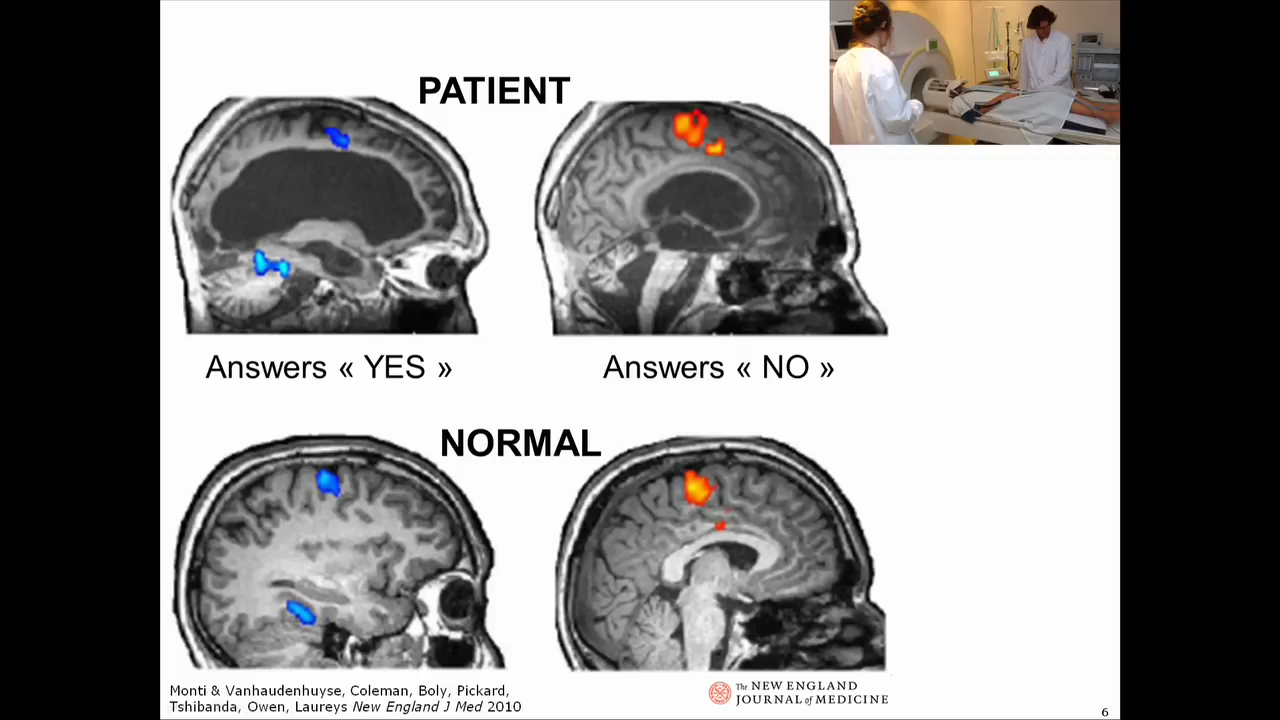 PATIENT
Answers « YES »
Answers « NO »
NORMAL
Monti & Vanhaudenhuyse, Coleman, Boly, Pickard,
Tshibanda, Owen, Laureys New England J Med 2010
The NEW ENGLAND
JOURNAL of MEDICINE
6